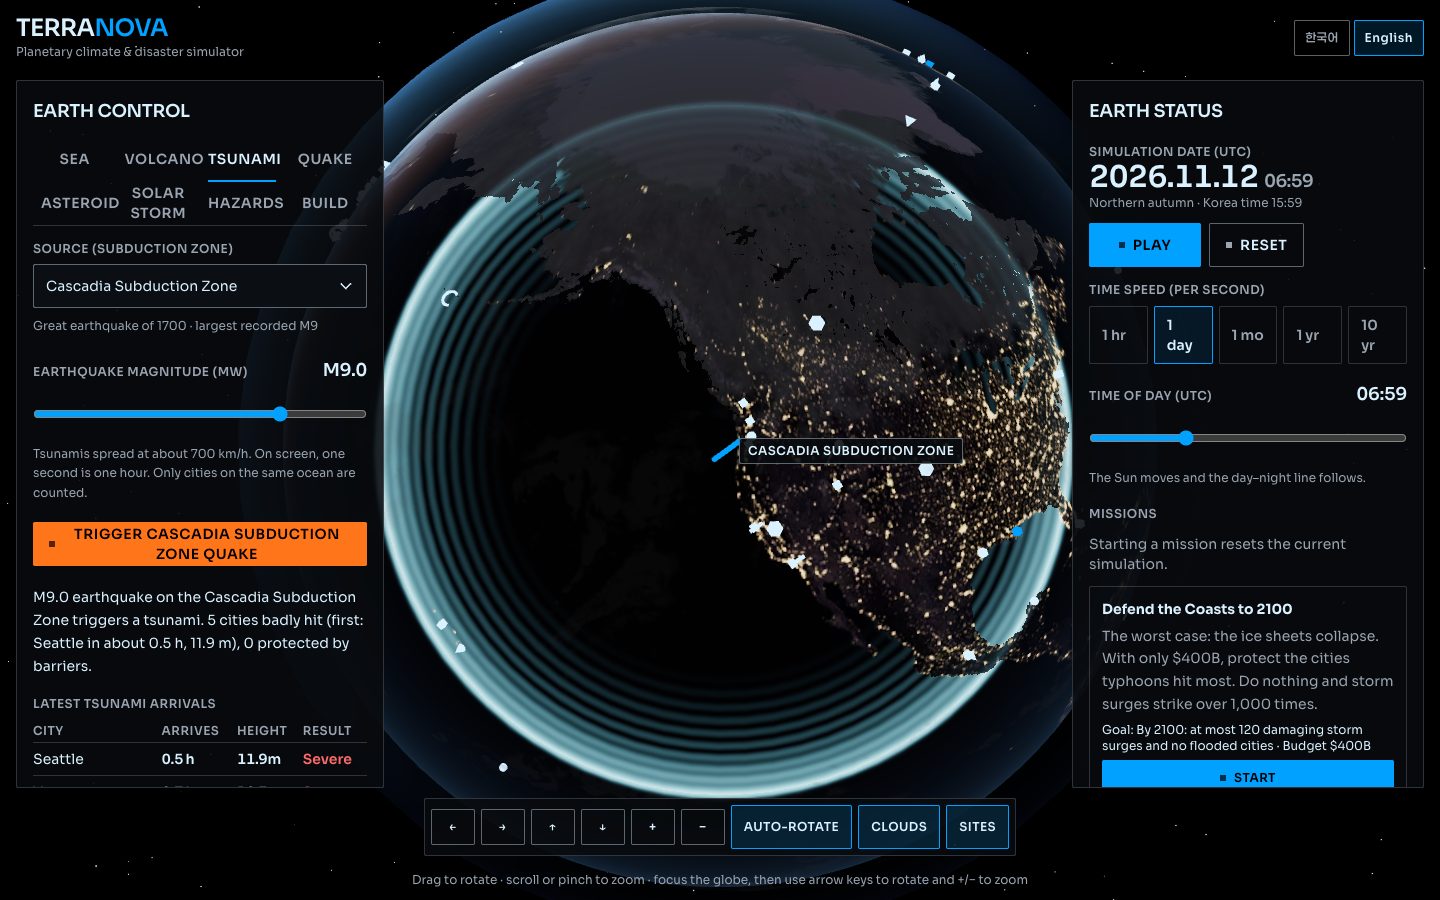 TERRANOVA
Planetary climate & disaster simulator
한국어
English
EARTH CONTROL
SEA
VOLCANO
TSUNAMI
QUAKE
ASTEROID
SOLAR
STORM
HAZARDS
BUILD
SOURCE (SUBDUCTION ZONE)
Cascadia Subduction Zone
Great earthquake of 1700 · largest recorded M9
EARTHQUAKE MAGNITUDE (MW)
M9.0
Tsunamis spread at about 700 km/h. On screen, one
second is one hour. Only cities on the same ocean are
counted.
TRIGGER CASCADIA SUBDUCTION
ZONE QUAKE
M9.0 earthquake on the Cascadia Subduction
Zone triggers a tsunami. 5 cities badly hit (first:
Seattle in about 0.5 h, 11.9 m), 0 protected by
barriers.
LATEST TSUNAMI ARRIVALS
CITY ARRIVES HEIGHT RESULT
Seattle 0.5 h 11.9m Severe
CASCADIA SUBDUCTION ZONE
EARTH STATUS
SIMULATION DATE (UTC)
2026.11.12 06:59
Northern autumn · Korea time 15:59
PLAY
RESET
TIME SPEED (PER SECOND)
1 hr
1
day
1 mo
1 yr
10
yr
TIME OF DAY (UTC)
06:59
The Sun moves and the day–night line follows.
MISSIONS
Starting a mission resets the current
simulation.
Defend the Coasts to 2100
The worst case: the ice sheets collapse.
With only $400B, protect the cities
typhoons hit most. Do nothing and storm
surges strike over 1,000 times.
Goal: By 2100: at most 120 damaging storm
surges and no flooded cities · Budget $400B
START
← → ↑ ↓ + −
AUTO-ROTATE
CLOUDS
SITES
Drag to rotate · scroll or pinch to zoom · focus the globe, then use arrow keys to rotate and +/− to zoom